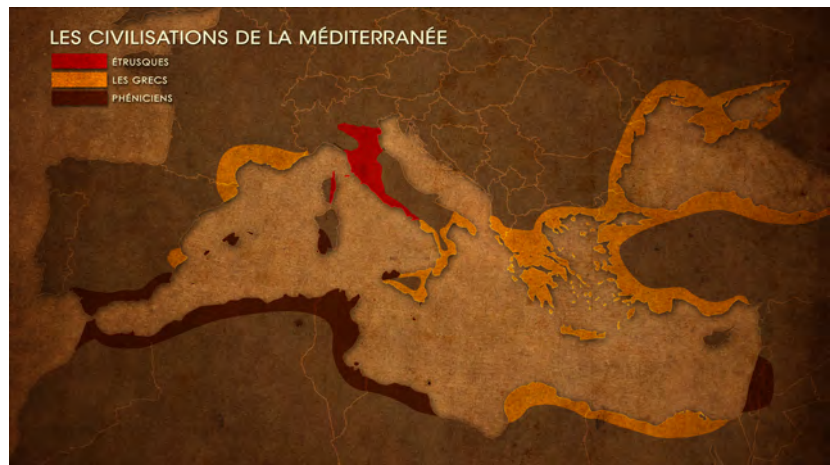 LES CIVILISATIONS DE LA MÉDITERRANÉE
ÉTRUSQUES
LES GRECS
PHÉNICIENS